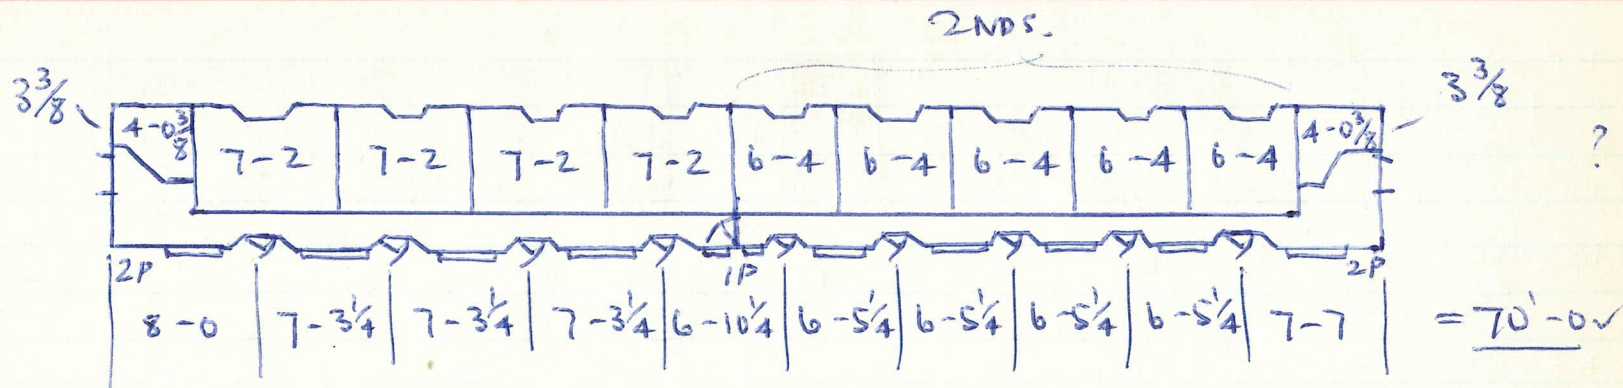 2NDS.
3 3/8 3 3/8
4-0 3/8 7-2 7-2 7-2 7-2 6-4 6-4 6-4 6-4 6-4 4-0 3/8 ?
2P 1P 2P
8-0 7-3 1/4 7-3 1/4 7-3 1/4 6-10 1/4 6-5 1/4 6-5 1/4 6-5 1/4 6-5 1/4 7-7 = 70'-0 ✓